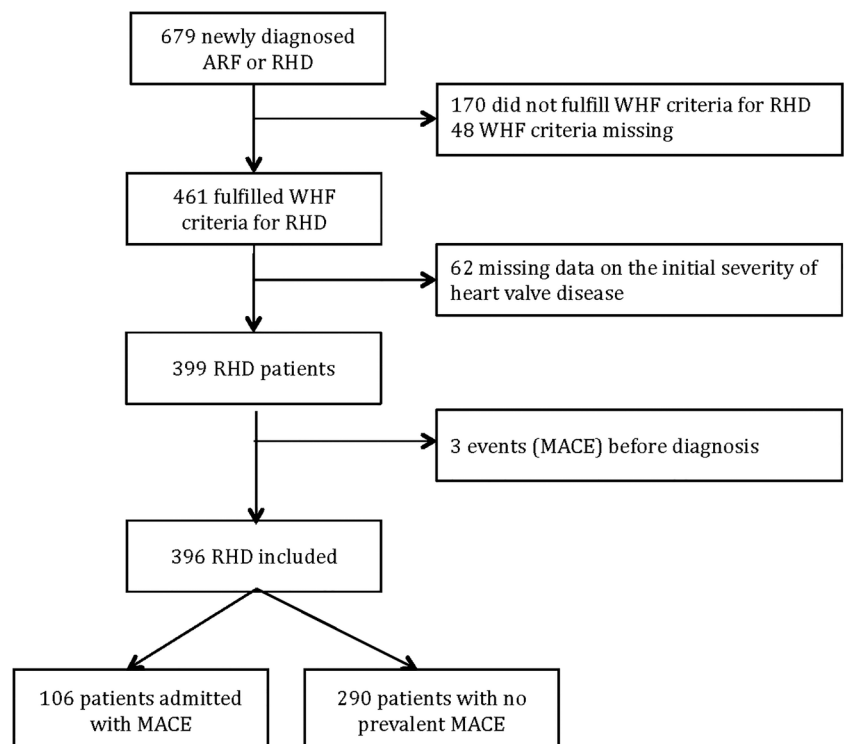 679 newly diagnosed
ARF or RHD
170 did not fulfill WHF criteria for RHD
48 WHF criteria missing
461 fulfilled WHF
criteria for RHD
62 missing data on the initial severity of
heart valve disease
399 RHD patients
3 events (MACE) before diagnosis
396 RHD included
106 patients admitted
with MACE
290 patients with no
prevalent MACE